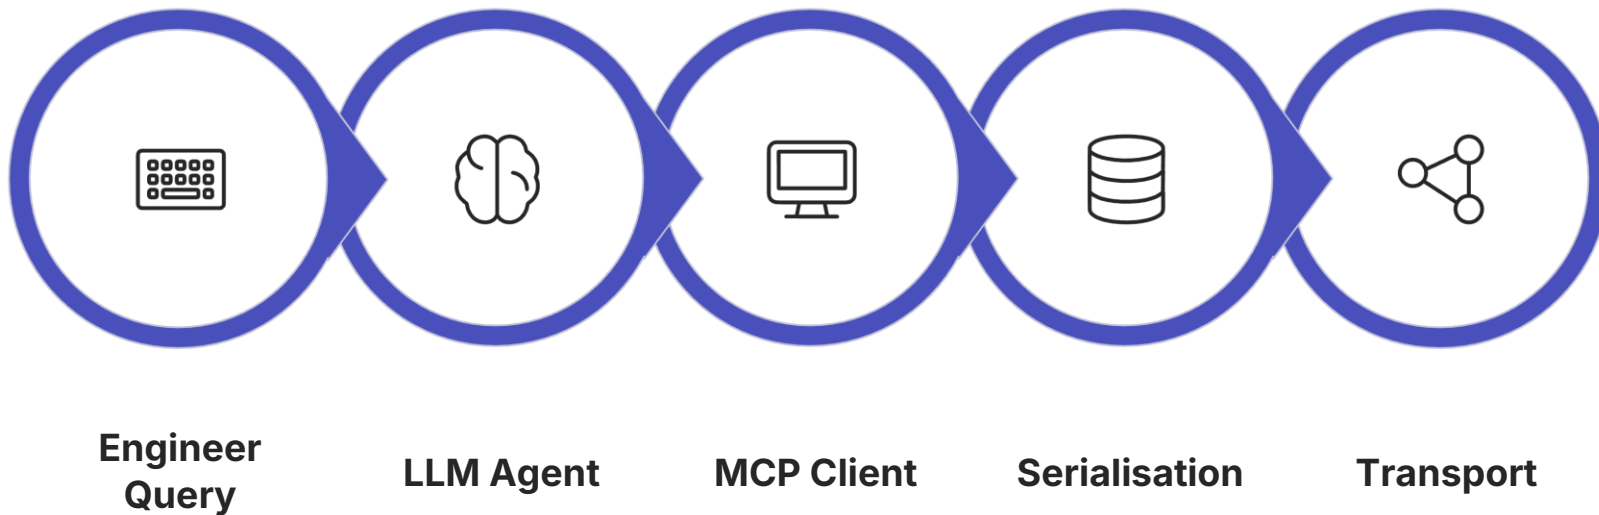 Engineer
Query
LLM Agent
MCP Client
Serialisation
Transport